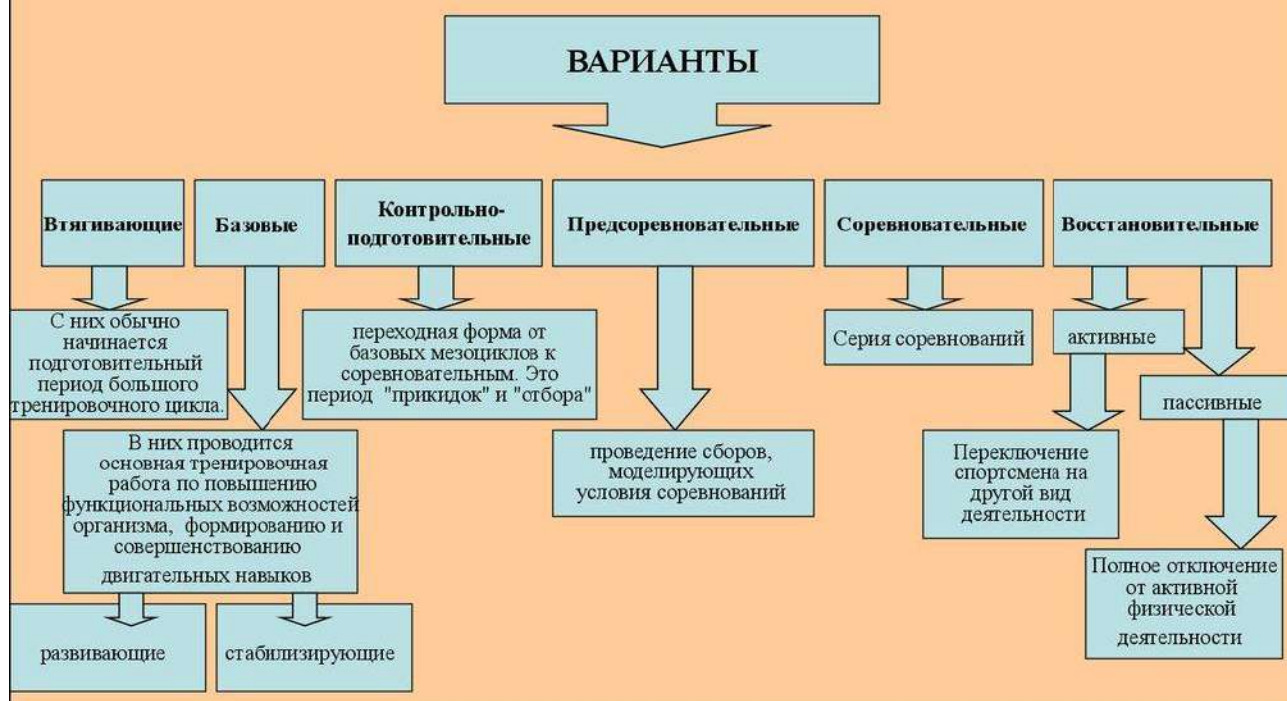 ВАРИАНТЫ
Втягивающие
Базовые
Контрольно-
подготовительные
Предсоревновательные
Соревновательные
Восстановительные
С них обычно
начинается
подготовительный
период большого
тренировочного цикла.
переходная форма от
базовых мезоциклов к
соревновательным. Это
период "прикидок" и "отбора"
Серия соревнований
активные
пассивные
В них проводится
основная тренировочная
работа по повышению
функциональных возможностей
организма, формированию и
совершенствованию
двигательных навыков
проведение сборов,
моделирующих
условия соревнований
Переключение
спортсмена на
другой вид
деятельности
Полное отключение
от активной
физической
деятельности
развивающие
стабилизирующие